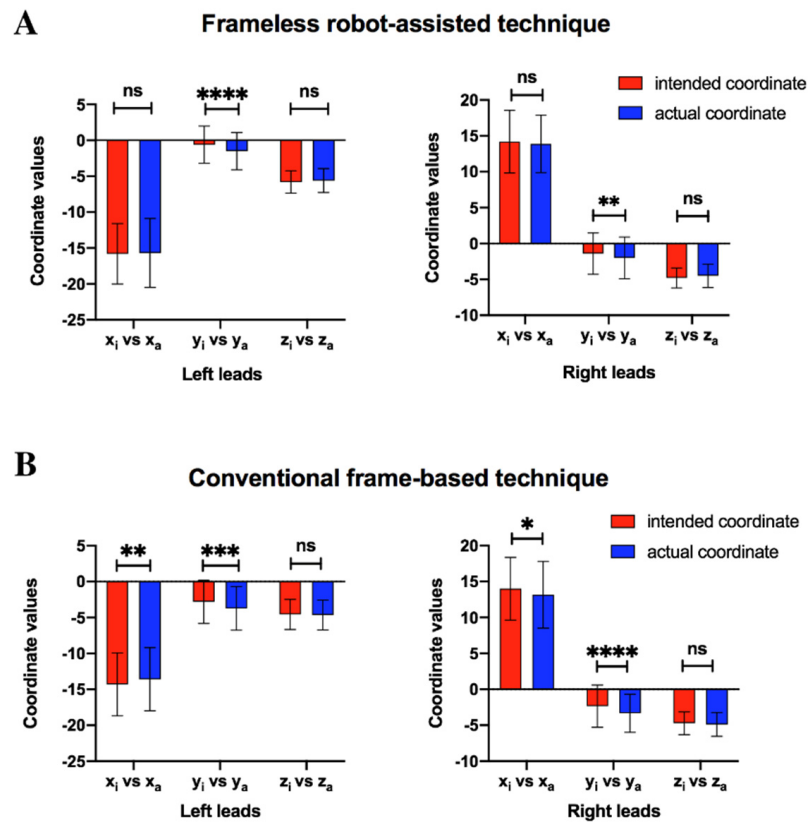 A
Frameless robot-assisted technique
intended coordinate
actual coordinate
ns
****
ns
Coordinate values
5
0
-5
-10
-15
-20
-25
xi vs xa
yi vs ya
zi vs za
Left leads
ns
**
ns
Coordinate values
20
15
10
5
0
-5
-10
xi vs xa
yi vs ya
zi vs za
Right leads
B
Conventional frame-based technique
intended coordinate
actual coordinate
**
***
ns
Coordinate values
5
0
-5
-10
-15
-20
-25
xi vs xa
yi vs ya
zi vs za
Left leads
*
****
ns
Coordinate values
20
15
10
5
0
-5
-10
xi vs xa
yi vs ya
zi vs za
Right leads